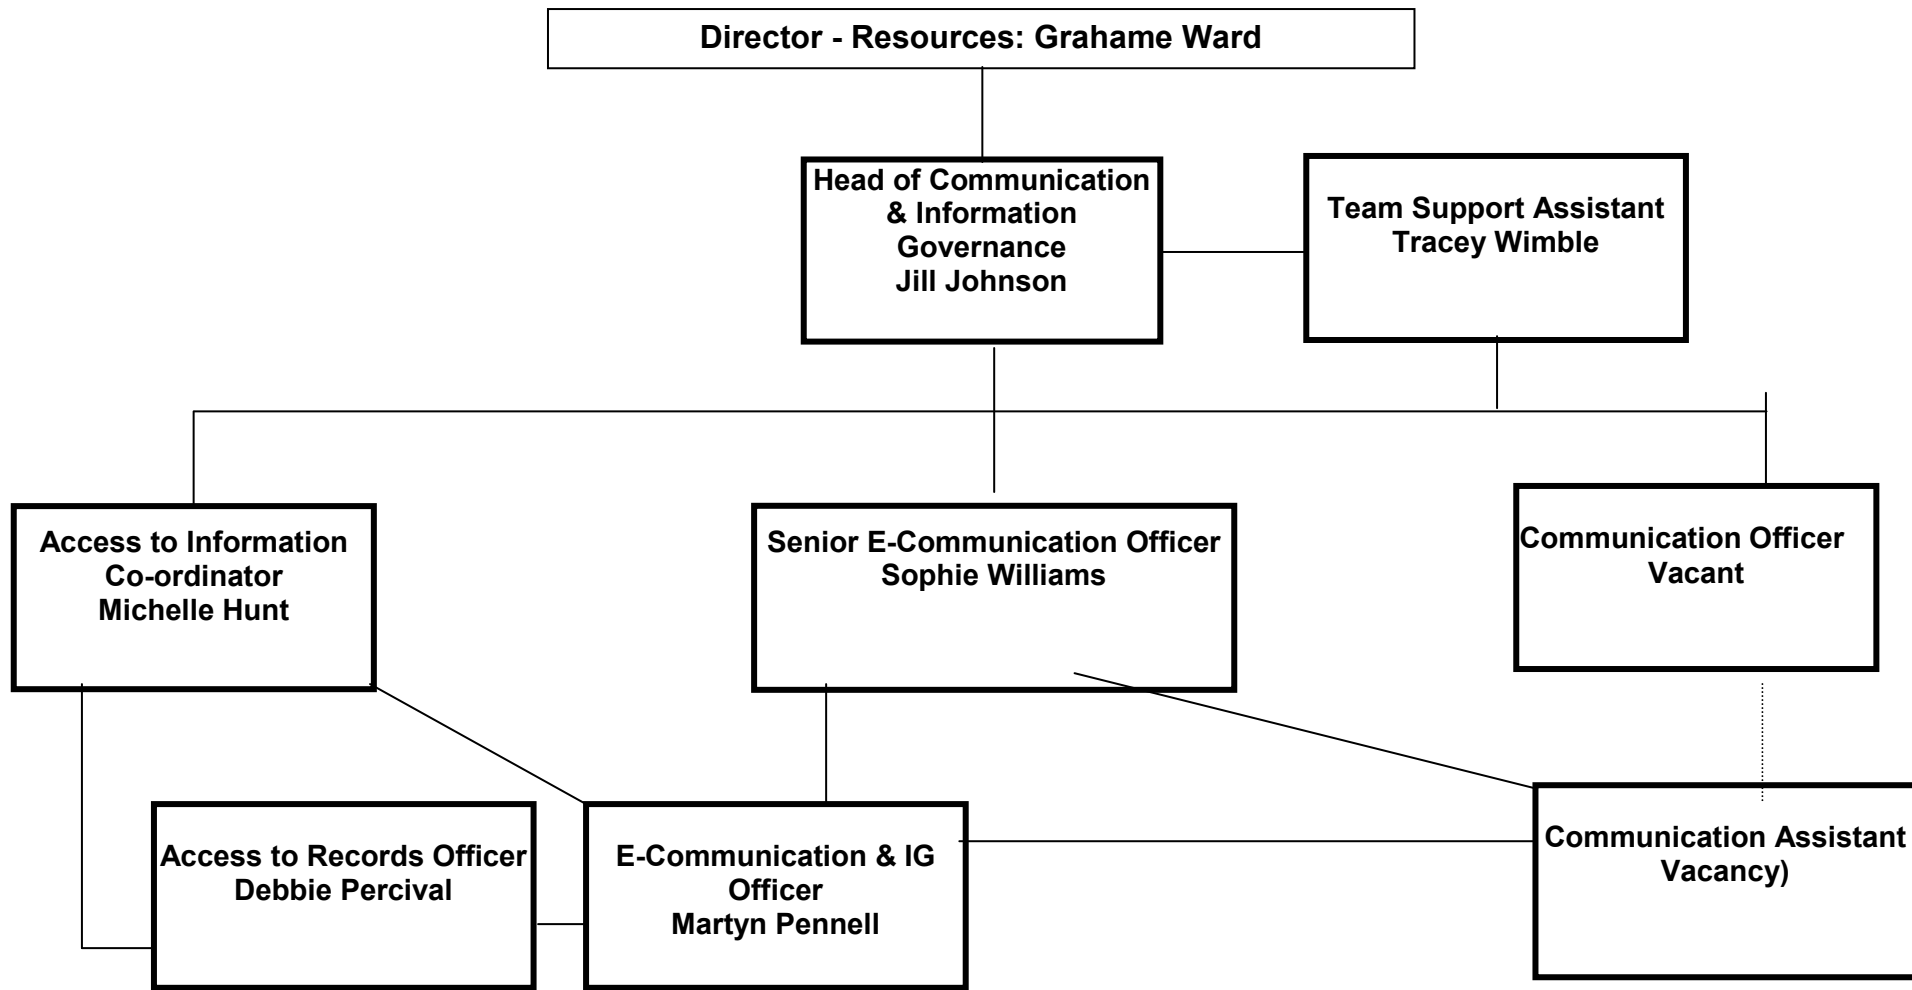 Director - Resources: Grahame Ward
Head of Communication
& Information
Governance
Jill Johnson
Team Support Assistant
Tracey Wimble
Access to Information
Co-ordinator
Michelle Hunt
Senior E-Communication Officer
Sophie Williams
Communication Officer
Vacant
Access to Records Officer
Debbie Percival
E-Communication & IG
Officer
Martyn Pennell
Communication Assistant
Vacancy)